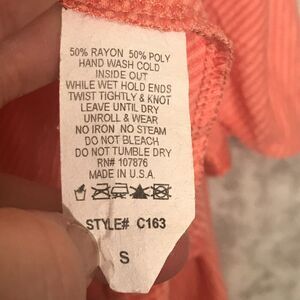 50% RAYON 50% POLY
HAND WASH COLD
INSIDE OUT
WHILE WET HOLD ENDS
TWIST TIGHTLY & KNOT
LEAVE UNTIL DRY
UNROLL & WEAR
NO IRON NO STEAM
DO NOT BLEACH
DO NOT TUMBLE DRY
RN# 107876
MADE IN U.S.A.
STYLE# C163
S